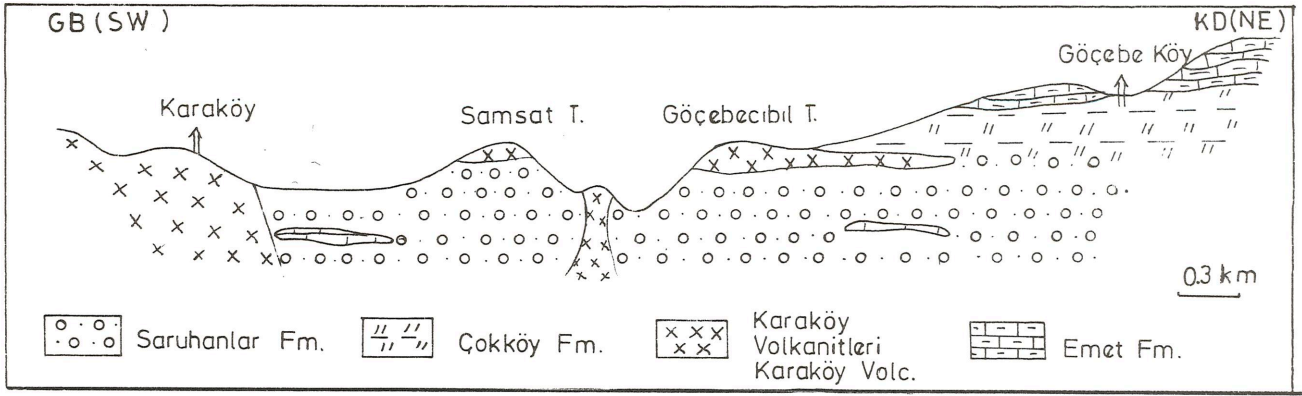 GB(SW)
KD(NE)
Göçebe Köy
Karaköy
Samsat T.
Göçebecıbıl T.
0.3 km
Saruhanlar Fm.
Çokköy Fm.
Karaköy
Volkanitleri
Karaköy Volc.
Emet Fm.